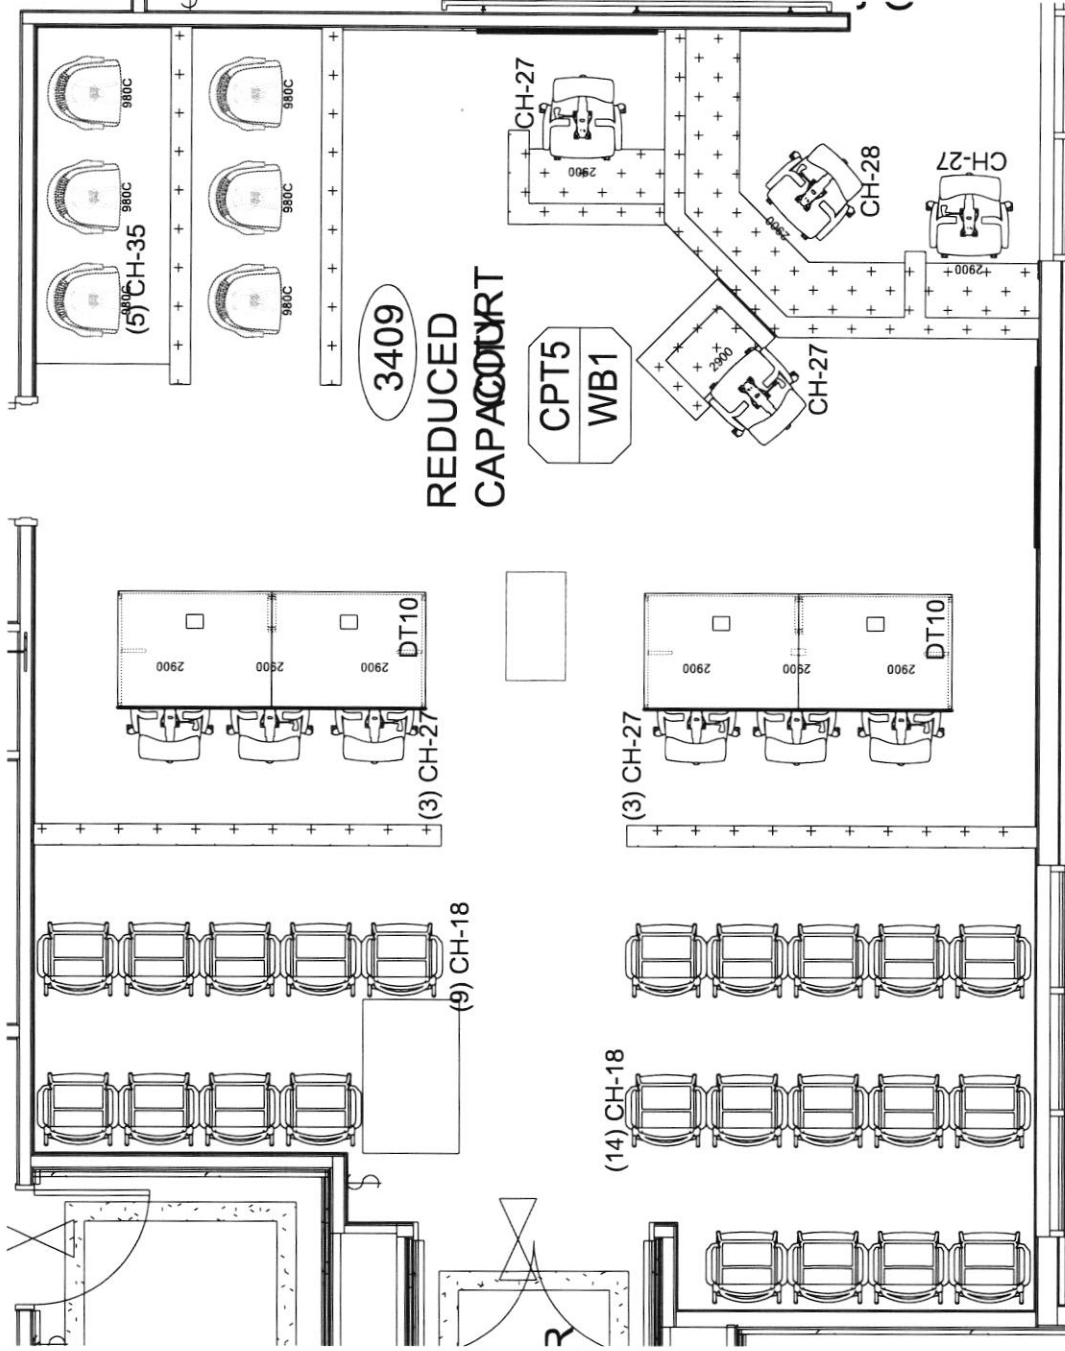 980C
980C
980C
980C
980C
980C
(5) CH-35
CH-27
2900
CH-28
2900
CH-27
2900
3409
REDUCED
CAPACITY
COURT
CPT5
WB1
2900
CH-27
2900
2900
2900
DT10
2900
2900
2900
DT10
(3) CH-27
(3) CH-27
(9) CH-18
(14) CH-18
R